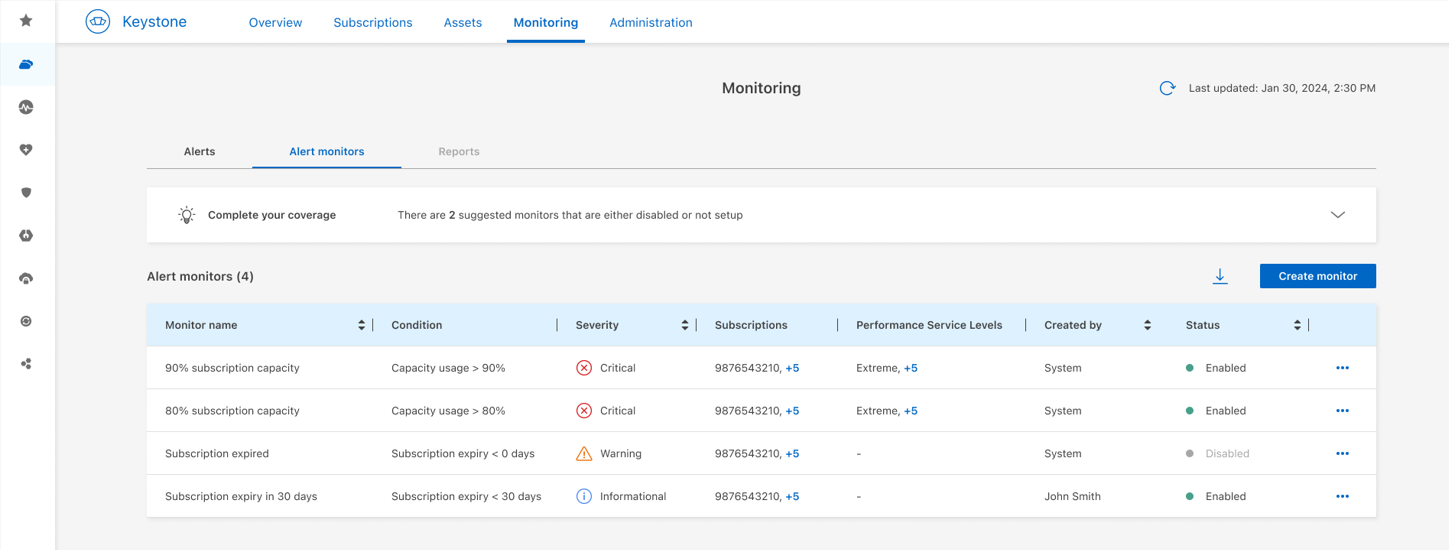 Keystone Overview Subscriptions Assets Monitoring Administration
Monitoring
Last updated: Jan 30, 2024, 2:30 PM
Alerts Alert monitors Reports
Complete your coverage There are 2 suggested monitors that are either disabled or not setup
Alert monitors (4) Create monitor
Monitor name Condition Severity Subscriptions Performance Service Levels Created by Status
90% subscription capacity Capacity usage > 90% Critical 9876543210, +5 Extreme, +5 System Enabled
80% subscription capacity Capacity usage > 80% Critical 9876543210, +5 Extreme, +5 System Enabled
Subscription expired Subscription expiry < 0 days Warning 9876543210, +5 - System Disabled
Subscription expiry in 30 days Subscription expiry < 30 days Informational 9876543210, +5 - John Smith Enabled